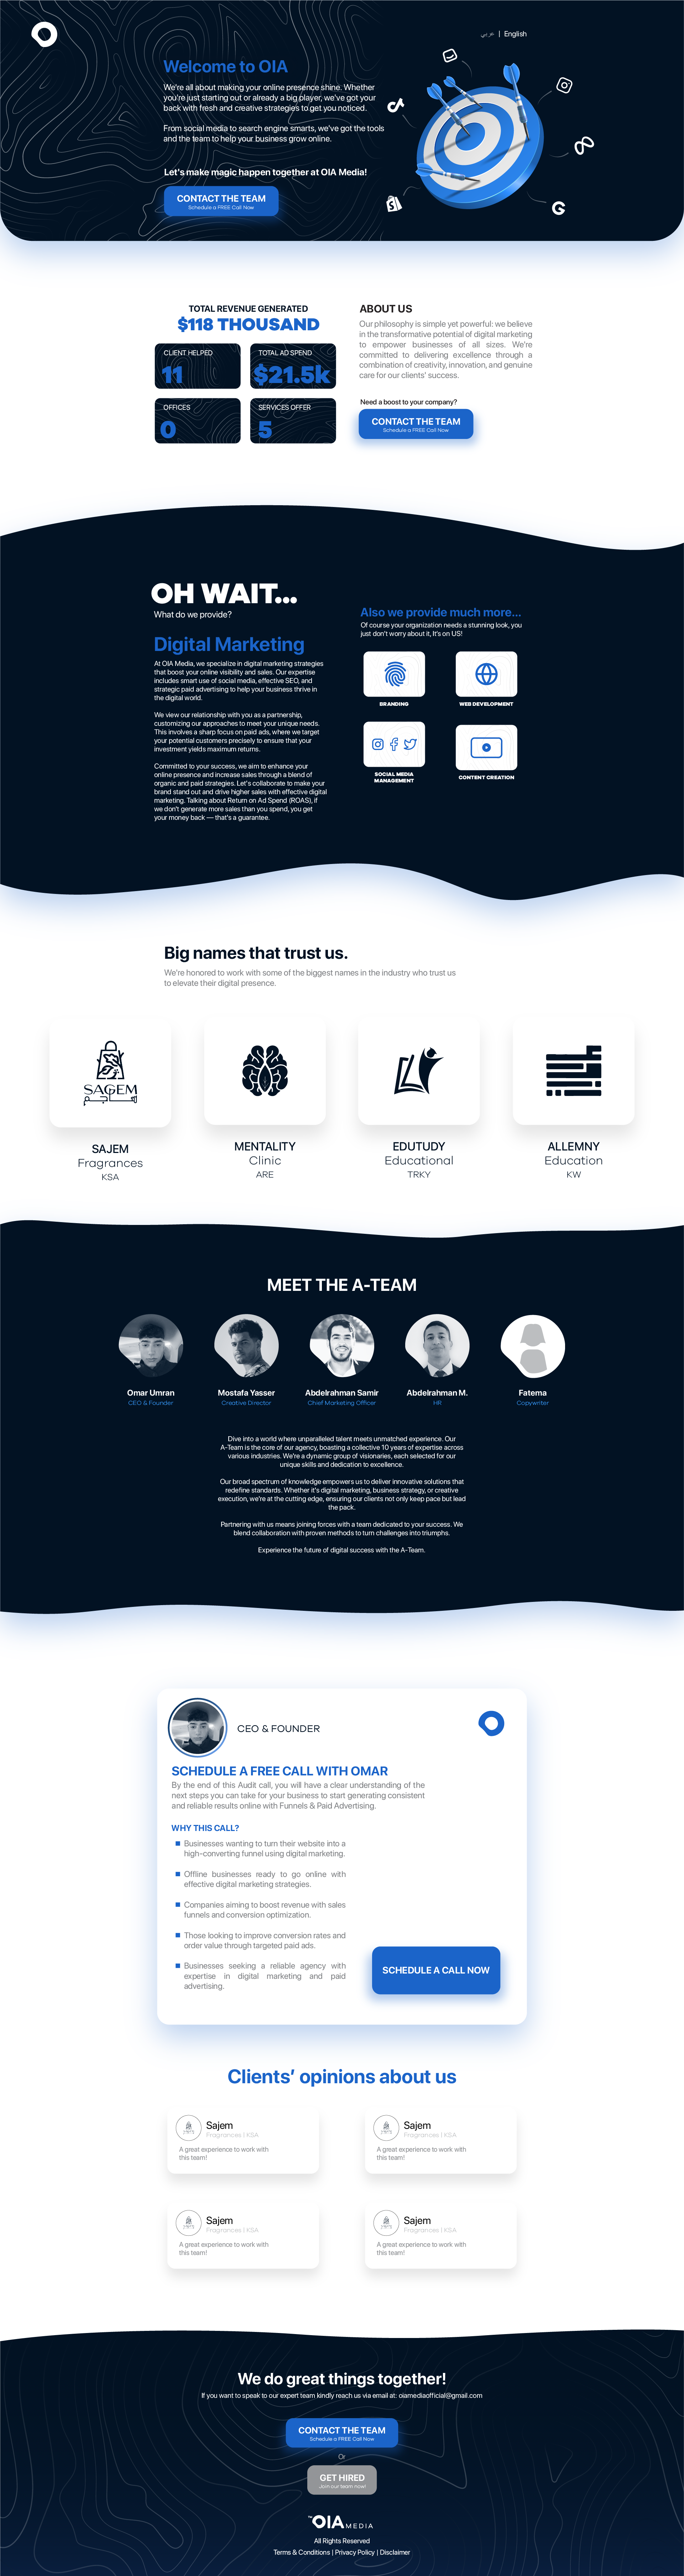 عربي | English
Welcome to OIA
We're all about making your online presence shine. Whether
you're just starting out or already a big player, we've got your
back with fresh and creative strategies to get you noticed.
From social media to search engine smarts, we've got the tools
and the team to help your business grow online.
Let's make magic happen together at OIA Media!
CONTACT THE TEAM
Schedule a FREE Call Now
TOTAL REVENUE GENERATED
$118 THOUSAND
CLIENT HELPED
11
TOTAL AD SPEND
$21.5k
OFFICES
0
SERVICES OFFER
5
ABOUT US
Our philosophy is simple yet powerful: we believe
in the transformative potential of digital marketing
to empower businesses of all sizes. We're
committed to delivering excellence through a
combination of creativity, innovation, and genuine
care for our clients' success.
Need a boost to your company?
CONTACT THE TEAM
Schedule a FREE Call Now
OH WAIT...
What do we provide?
Digital Marketing
At OIA Media, we specialize in digital marketing strategies
that boost your online visibility and sales. Our expertise
includes smart use of social media, effective SEO, and
strategic paid advertising to help your business thrive in
the digital world.
We view our relationship with you as a partnership,
customizing our approaches to meet your unique needs.
This involves a sharp focus on paid ads, where we target
your potential customers precisely to ensure that your
investment yields maximum returns.
Committed to your success, we aim to enhance your
online presence and increase sales through a blend of
organic and paid strategies. Let's collaborate to make your
brand stand out and drive higher sales with effective digital
marketing. Talking about Return on Ad Spend (ROAS), if
we don't generate more sales than you spend, you get
your money back — that's a guarantee.
Also we provide much more...
Of course your organization needs a stunning look, you
just don't worry about it, It's on US!
BRANDING
WEB DEVELOPMENT
SOCIAL MEDIA
MANAGEMENT
CONTENT CREATION
Big names that trust us.
We're honored to work with some of the biggest names in the industry who trust us
to elevate their digital presence.
SAGEM
SAJEM
Fragrances
KSA
MENTALITY
Clinic
ARE
EDUTUDY
Educational
TRKY
ALLEMNY
Education
KW
MEET THE A-TEAM
Omar Umran
CEO & Founder
Mostafa Yasser
Creative Director
Abdelrahman Samir
Chief Marketing Officer
Abdelrahman M.
HR
Fatema
Copywriter
Dive into a world where unparalleled talent meets unmatched experience. Our
A-Team is the core of our agency, boasting a collective 10 years of expertise across
various industries. We're a dynamic group of visionaries, each selected for our
unique skills and dedication to excellence.
Our broad spectrum of knowledge empowers us to deliver innovative solutions that
redefine standards. Whether it's digital marketing, business strategy, or creative
execution, we're at the cutting edge, ensuring our clients not only keep pace but lead
the pack.
Partnering with us means joining forces with a team dedicated to your success. We
blend collaboration with proven methods to turn challenges into triumphs.
Experience the future of digital success with the A-Team.
CEO & FOUNDER
SCHEDULE A FREE CALL WITH OMAR
By the end of this Audit call, you will have a clear understanding of the
next steps you can take for your business to start generating consistent
and reliable results online with Funnels & Paid Advertising.
WHY THIS CALL?
Businesses wanting to turn their website into a
high-converting funnel using digital marketing.
Offline businesses ready to go online with
effective digital marketing strategies.
Companies aiming to boost revenue with sales
funnels and conversion optimization.
Those looking to improve conversion rates and
order value through targeted paid ads.
Businesses seeking a reliable agency with
expertise in digital marketing and paid
advertising.
SCHEDULE A CALL NOW
Clients' opinions about us
Sajem
Fragrances | KSA
A great experience to work with
this team!
Sajem
Fragrances | KSA
A great experience to work with
this team!
Sajem
Fragrances | KSA
A great experience to work with
this team!
Sajem
Fragrances | KSA
A great experience to work with
this team!
We do great things together!
If you want to speak to our expert team kindly reach us via email at: oiamediaofficial@gmail.com
CONTACT THE TEAM
Schedule a FREE Call Now
Or
GET HIRED
Join our team now!
OIA MEDIA
All Rights Reserved
Terms & Conditions | Privacy Policy | Disclaimer